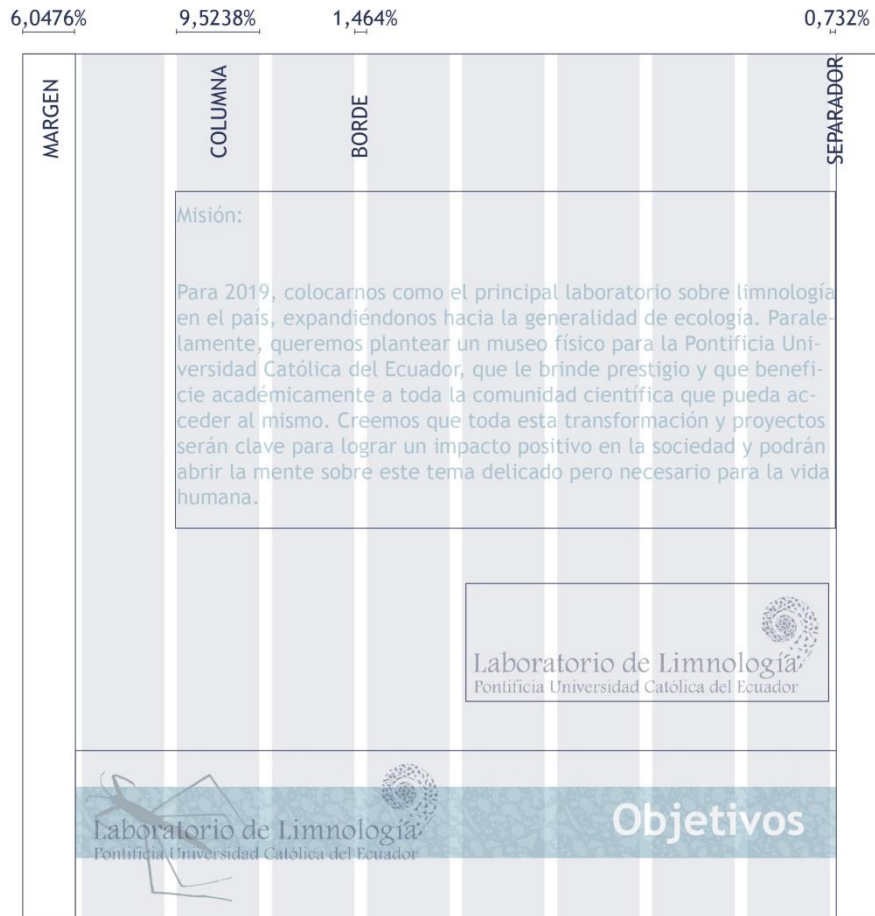 6,0476% 9,5238% 1,464% 0,732%
MARGEN COLUMNA BORDE SEPARADOR
Misión:
Para 2019, colocarnos como el principal laboratorio sobre limnología
en el país, expandiéndonos hacia la generalidad de ecología. Parale-
lamente, queremos plantear un museo físico para la Pontificia Uni-
versidad Católica del Ecuador, que le brinde prestigio y que benefi-
cie académicamente a toda la comunidad científica que pueda ac-
ceder al mismo. Creemos que toda esta transformación y proyectos
serán clave para lograr un impacto positivo en la sociedad y podrán
abrir la mente sobre este tema delicado pero necesario para la vida
humana.
Laboratorio de Limnología
Pontificia Universidad Católica del Ecuador
Objetivos
Laboratorio de Limnología
Pontificia Universidad Católica del Ecuador